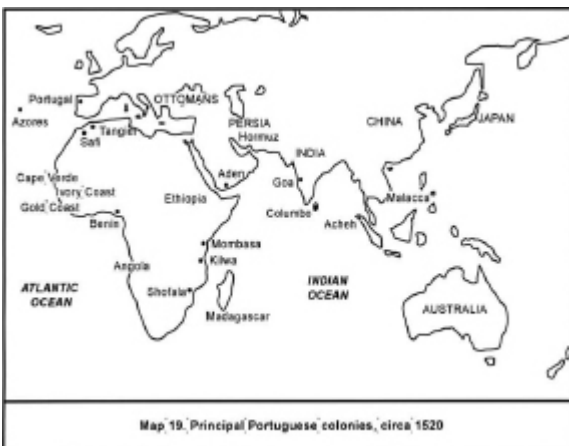 Portugal
OTTOMANS
Azores
Tangier
Safi
PERSIA
Hormuz
CHINA
JAPAN
INDIA
Aden
Goa
Cape Verde
Ivory Coast
Ethiopia
Malacca
Gold Coast
Columbo
Benin
Acheh
Mombasa
Angola
Kilwa
ATLANTIC
OCEAN
INDIAN
OCEAN
Shofala
Madagascar
AUSTRALIA
Map 19. Principal Portuguese colonies, circa 1520